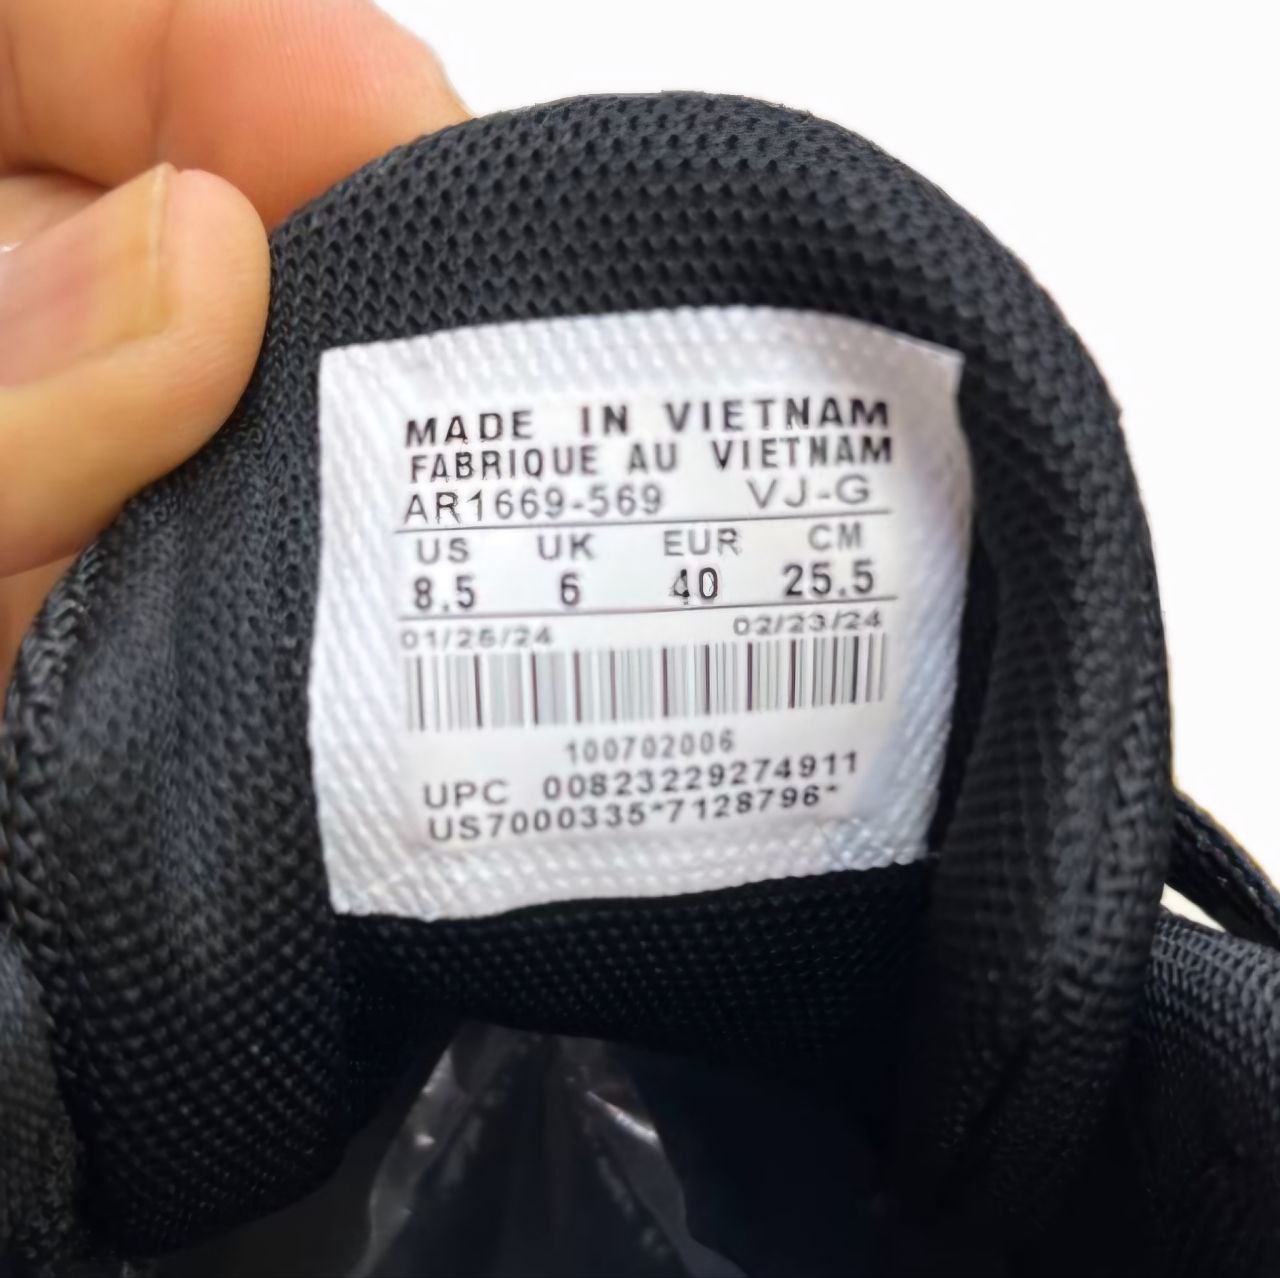 MADE IN VIETNAM
FABRIQUE AU VIETNAM
AR1669-569 VJ-G
US UK EUR CM
8.5 6 40 25.5
01/26/24 02/23/24
100702006
UPC 00823229274911
US7000335*7128796*